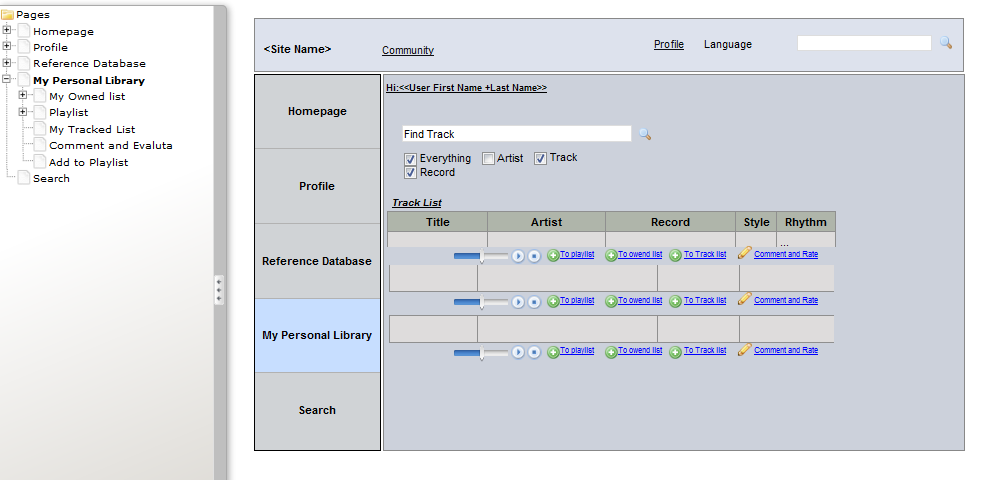 Pages
Homepage
Profile
Reference Database
My Personal Library
My Owned list
Playlist
My Tracked List
Comment and Evaluta
Add to Playlist
Search
<Site Name> Community Profile Language
Homepage
Profile
Reference Database
My Personal Library
Search
Hi:<<User First Name +Last Name>>
Find Track
Everything Artist Track
Record
Track List
Title Artist Record Style Rhythm
...
To playlist To owend list To Track list Comment and Rate
To playlist To owend list To Track list Comment and Rate
To playlist To owend list To Track list Comment and Rate